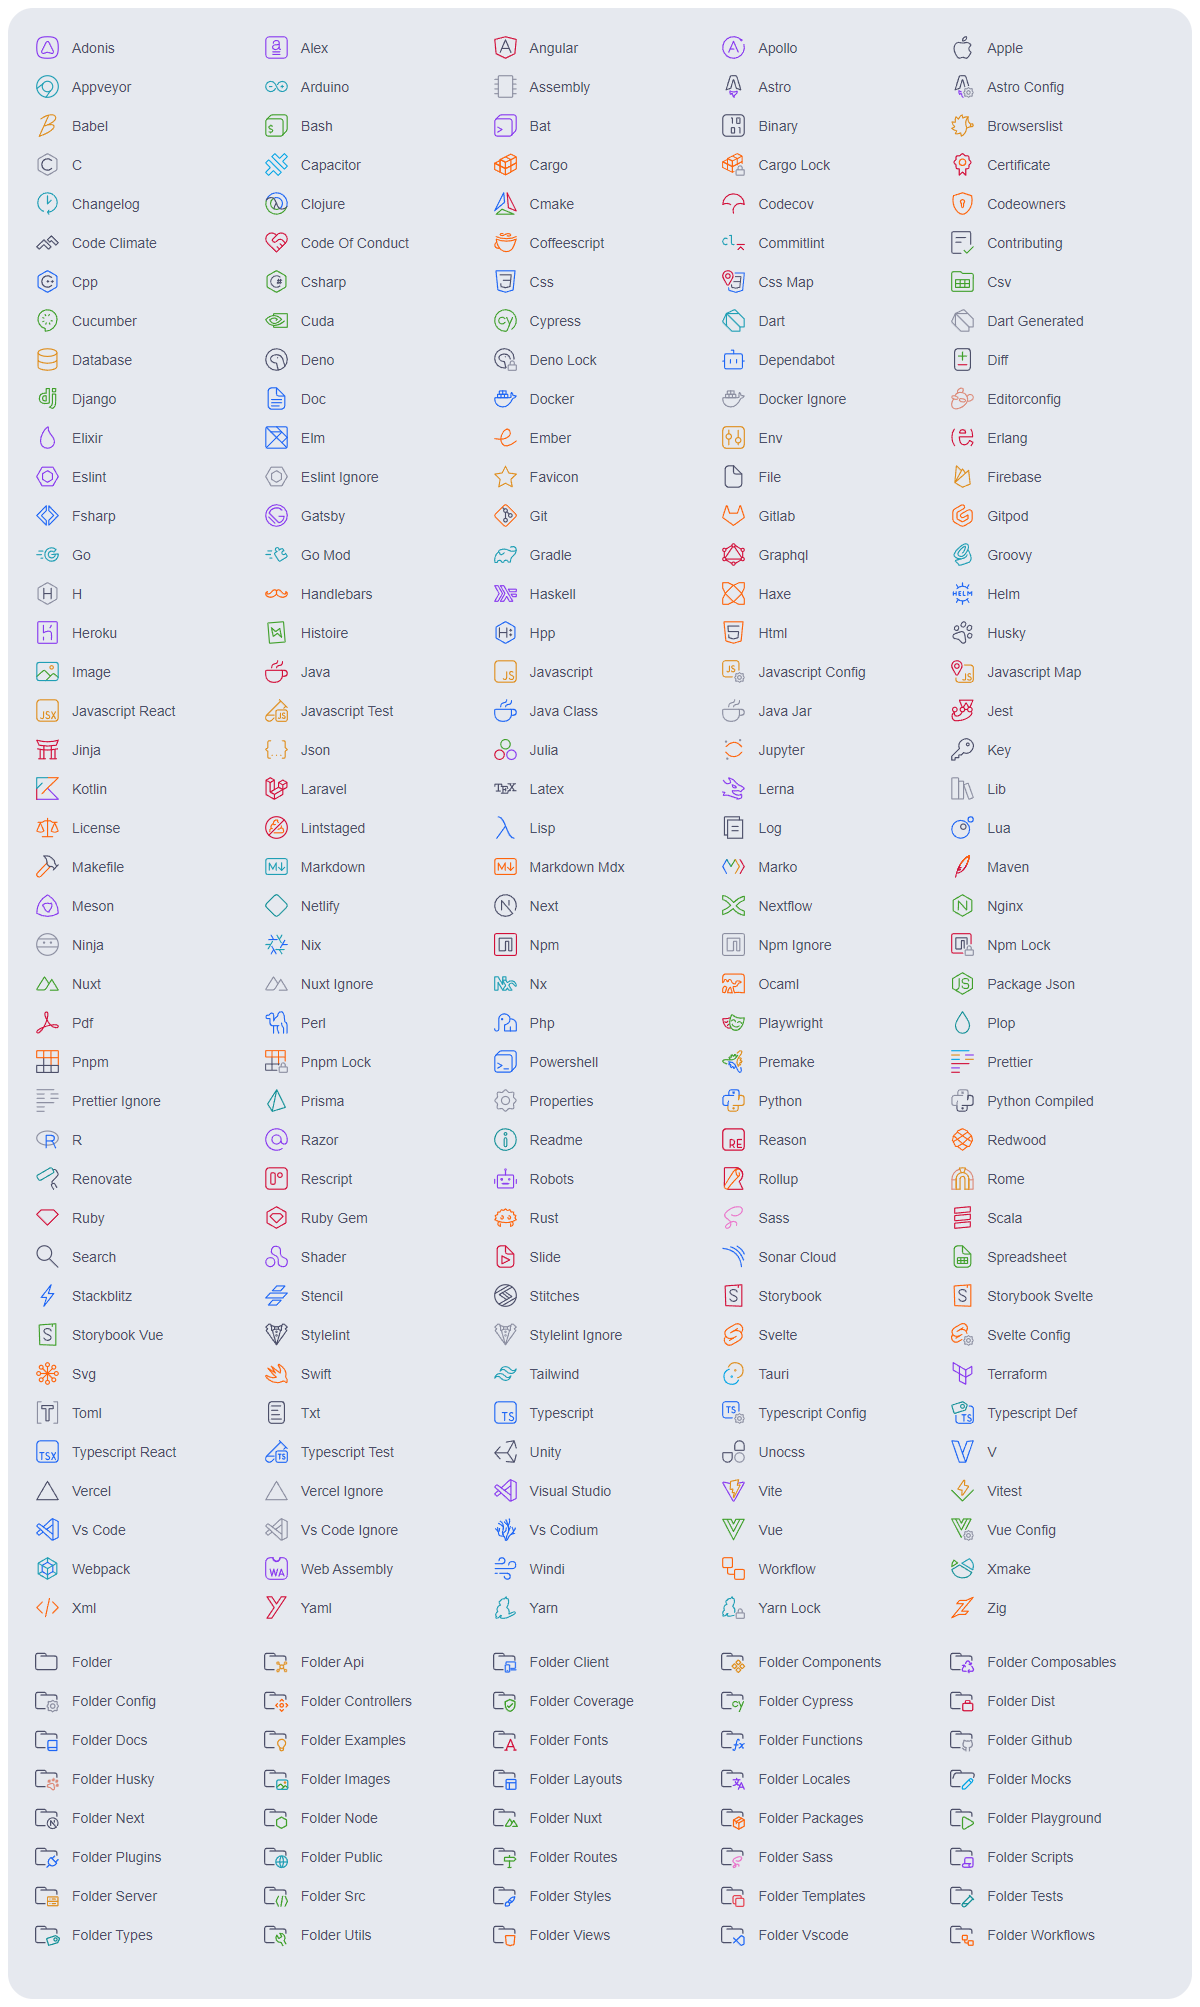 Adonis Alex Angular Apollo Apple
Appveyor Arduino Assembly Astro Astro Config
Babel Bash Bat Binary Browserslist
C Capacitor Cargo Cargo Lock Certificate
Changelog Clojure Cmake Codecov Codeowners
Code Climate Code Of Conduct Coffeescript Commitlint Contributing
Cpp Csharp Css Css Map Csv
Cucumber Cuda Cypress Dart Dart Generated
Database Deno Deno Lock Dependabot Diff
Django Doc Docker Docker Ignore Editorconfig
Elixir Elm Ember Env Erlang
Eslint Eslint Ignore Favicon File Firebase
Fsharp Gatsby Git Gitlab Gitpod
Go Go Mod Gradle Graphql Groovy
H Handlebars Haskell Haxe Helm
Heroku Histoire Hpp Html Husky
Image Java Javascript Javascript Config Javascript Map
Javascript React Javascript Test Java Class Java Jar Jest
Jinja Json Julia Jupyter Key
Kotlin Laravel Latex Lerna Lib
License Lintstaged Lisp Log Lua
Makefile Markdown Markdown Mdx Marko Maven
Meson Netlify Next Nextflow Nginx
Ninja Nix Npm Npm Ignore Npm Lock
Nuxt Nuxt Ignore Nx Ocaml Package Json
Pdf Perl Php Playwright Plop
Pnpm Pnpm Lock Powershell Premake Prettier
Prettier Ignore Prisma Properties Python Python Compiled
R Razor Readme Reason Redwood
Renovate Rescript Robots Rollup Rome
Ruby Ruby Gem Rust Sass Scala
Search Shader Slide Sonar Cloud Spreadsheet
Stackblitz Stencil Stitches Storybook Storybook Svelte
Storybook Vue Stylelint Stylelint Ignore Svelte Svelte Config
Svg Swift Tailwind Tauri Terraform
Toml Txt Typescript Typescript Config Typescript Def
Typescript React Typescript Test Unity Unocss V
Vercel Vercel Ignore Visual Studio Vite Vitest
Vs Code Vs Code Ignore Vs Codium Vue Vue Config
Webpack Web Assembly Windi Workflow Xmake
Xml Yaml Yarn Yarn Lock Zig
Folder Folder Api Folder Client Folder Components Folder Composables
Folder Config Folder Controllers Folder Coverage Folder Cypress Folder Dist
Folder Docs Folder Examples Folder Fonts Folder Functions Folder Github
Folder Husky Folder Images Folder Layouts Folder Locales Folder Mocks
Folder Next Folder Node Folder Nuxt Folder Packages Folder Playground
Folder Plugins Folder Public Folder Routes Folder Sass Folder Scripts
Folder Server Folder Src Folder Styles Folder Templates Folder Tests
Folder Types Folder Utils Folder Views Folder Vscode Folder Workflows